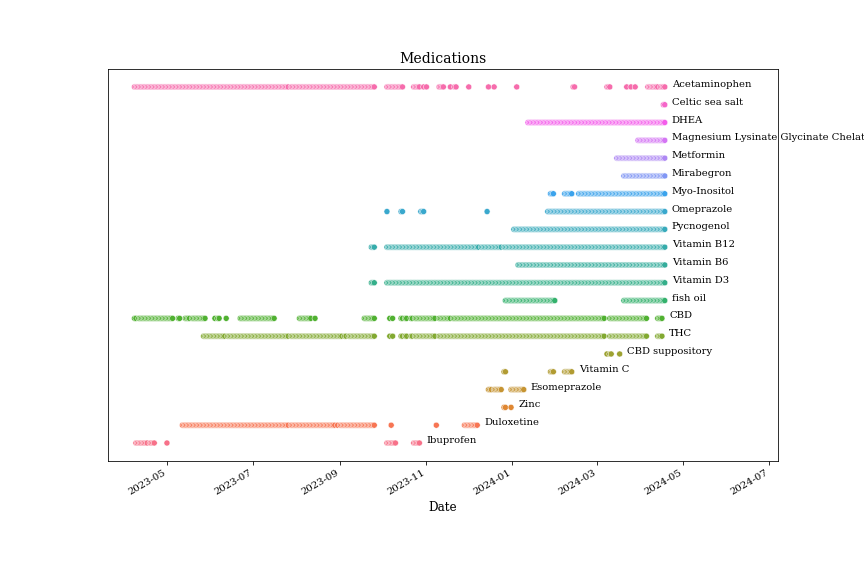 Medications
Acetaminophen
Celtic sea salt
DHEA
Magnesium Lysinate Glycinate Chelat
Metformin
Mirabegron
Myo-Inositol
Omeprazole
Pycnogenol
Vitamin B12
Vitamin B6
Vitamin D3
fish oil
CBD
THC
CBD suppository
Vitamin C
Esomeprazole
Zinc
Duloxetine
Ibuprofen
2023-05 2023-07 2023-09 2023-11 2024-01 2024-03 2024-05 2024-07
Date